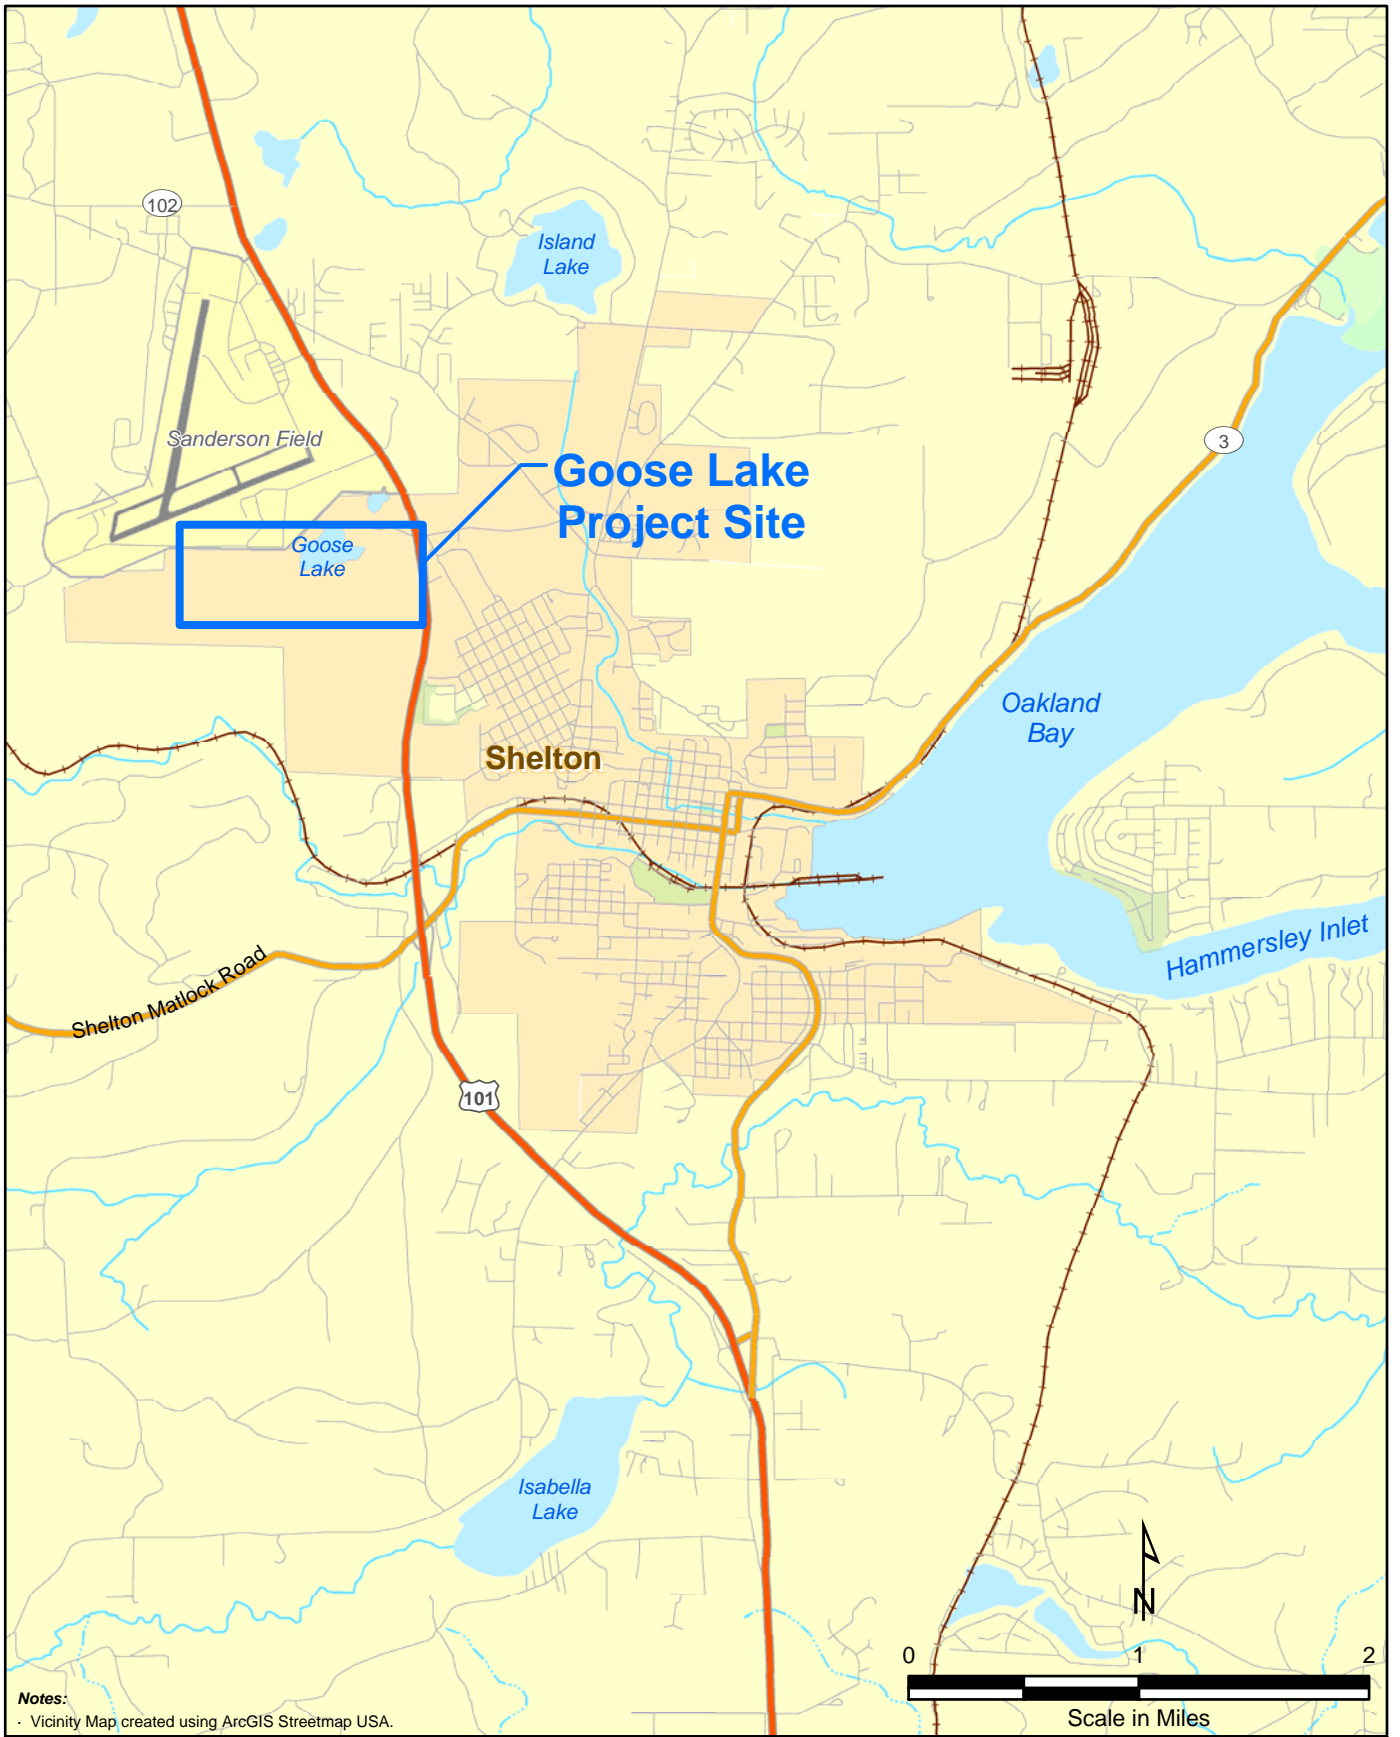 102
Island
Lake
Sanderson Field
3
Goose Lake
Project Site
Goose
Lake
Oakland
Bay
Shelton
Hammersley Inlet
Shelton Matlock Road
101
Isabella
Lake
N
0 1 2
Scale in Miles
Notes:
· Vicinity Map created using ArcGIS Streetmap USA.